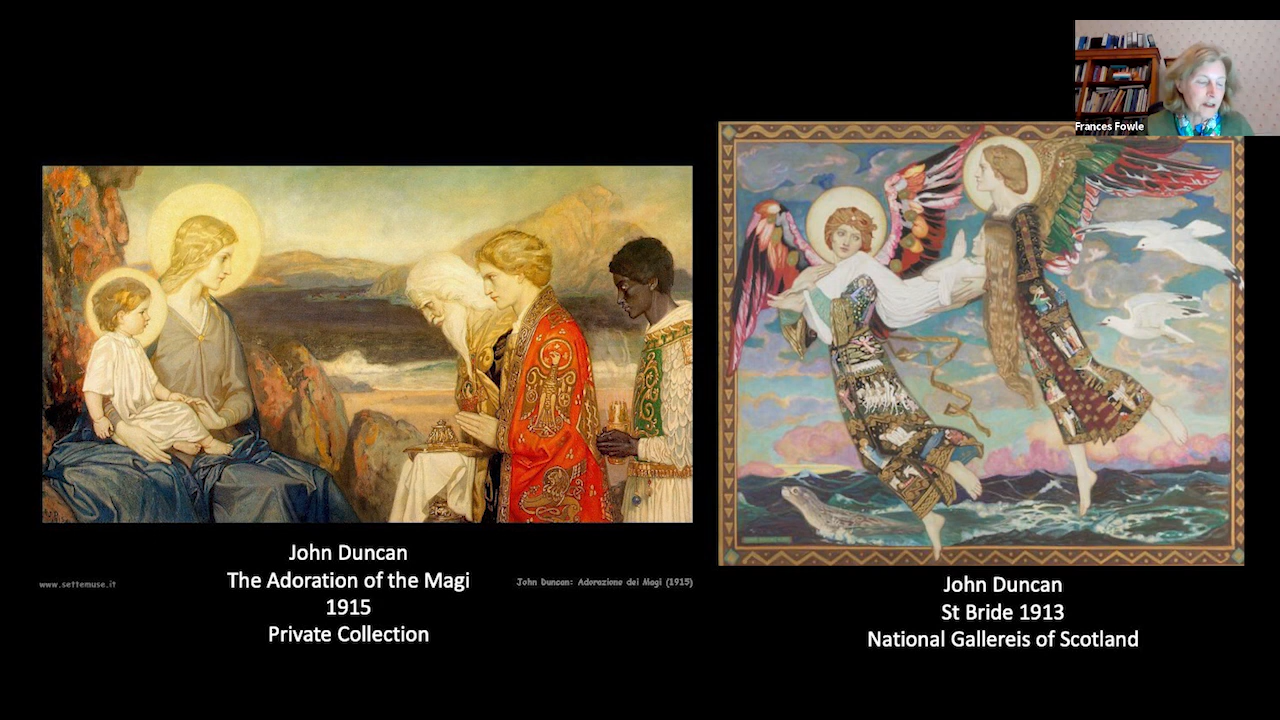 Frances Fowle
John Duncan
The Adoration of the Magi
1915
Private Collection
www.settemuse.it
John Duncan: Adorazione dei Magi (1915)
John Duncan
St Bride 1913
National Gallereis of Scotland